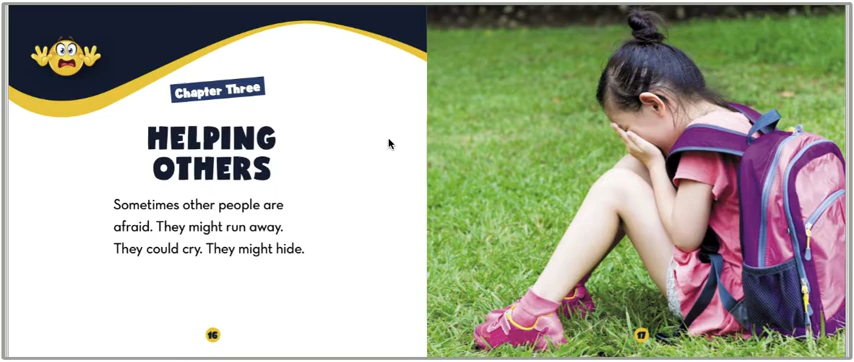 Chapter Three
HELPING
OTHERS
Sometimes other people are
afraid. They might run away.
They could cry. They might hide.
16
17